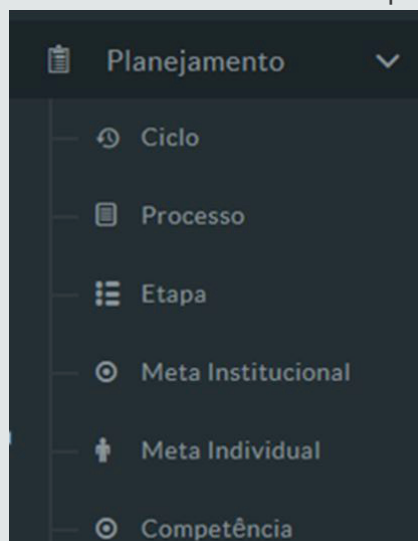 Planejamento
Ciclo
Processo
Etapa
Meta Institucional
Meta Individual
Competência